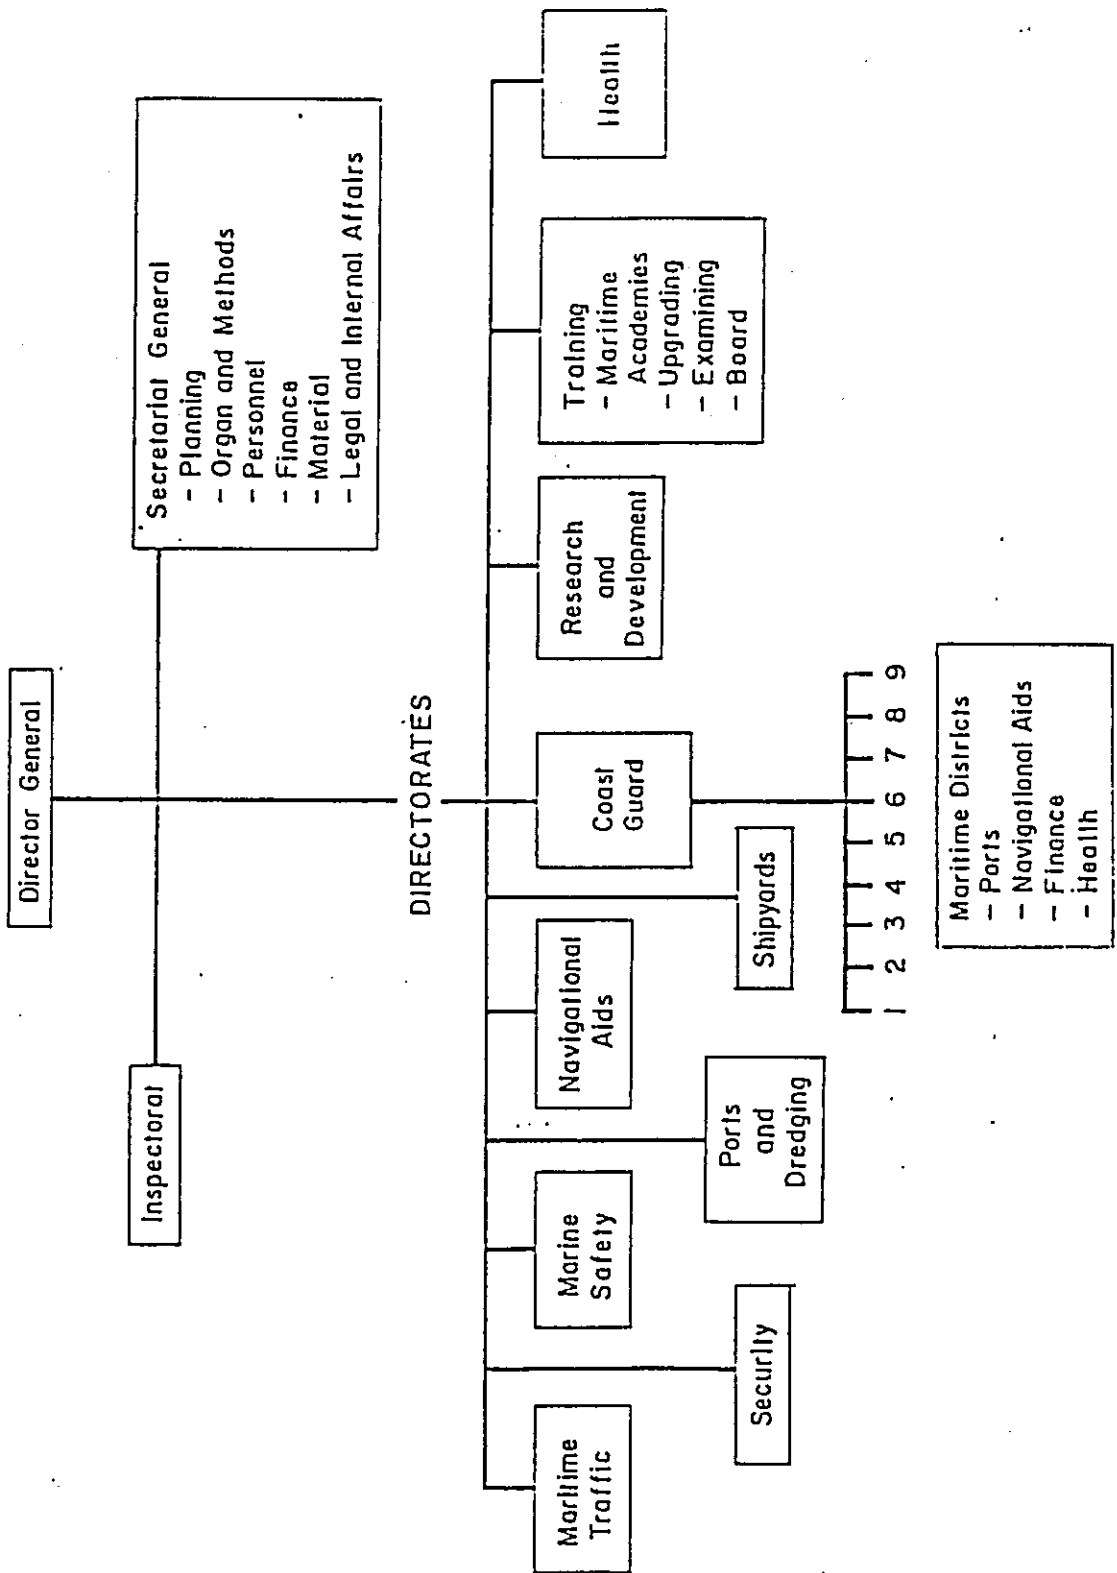 Director General
Inspectoral
Secretariat General
- Planning
- Organ and Methods
- Personnel
- Finance
- Material
- Legal and Internal Affairs
DIRECTORATES
Maritime
Traffic
Security
Marine
Safety
Ports
and
Dredging
Navigational
Aids
Shipyards
Coast
Guard
Research
and
Development
Training
- Maritime
Academies
- Upgrading
- Examining
- Board
Health
1 2 3 4 5 6 7 8 9
Maritime Districts
- Ports
- Navigational Aids
- Finance
- Health